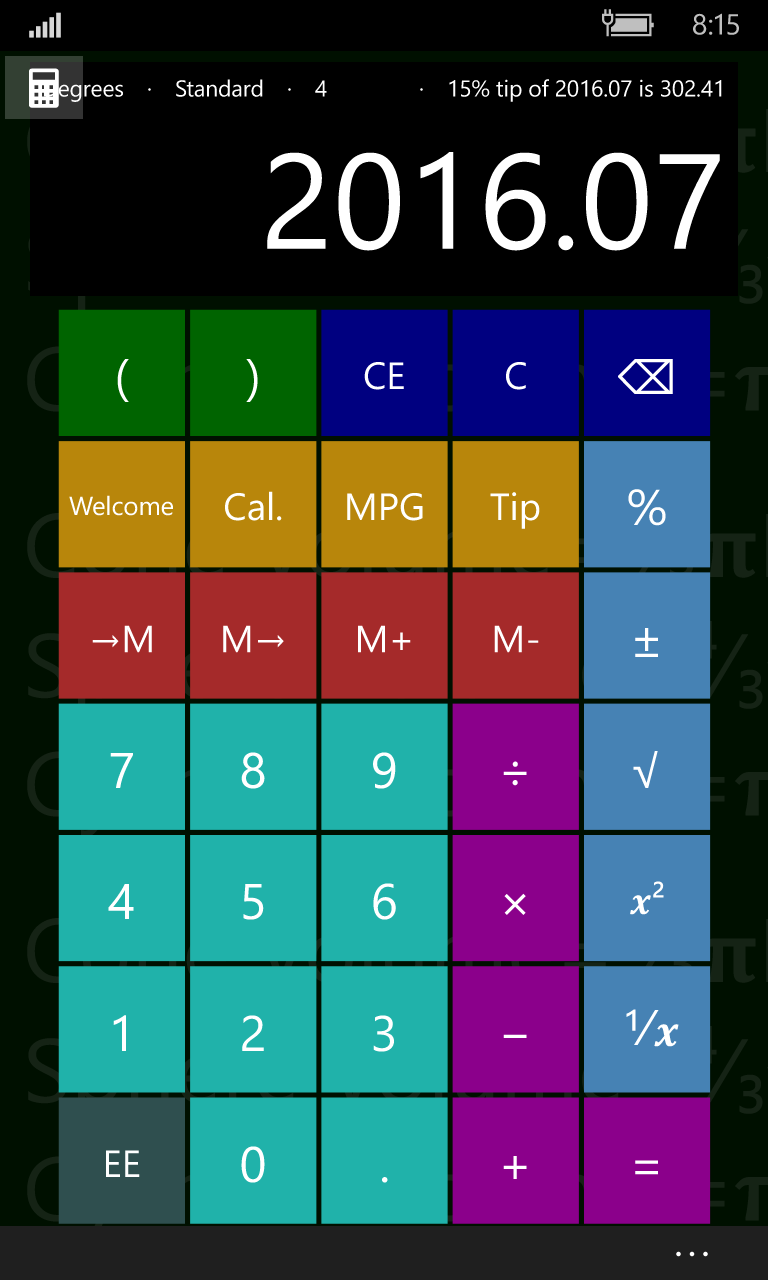 8:15
egrees · Standard · 4 · 15% tip of 2016.07 is 302.41
2016.07
( ) CE C ⌫
Welcome Cal. MPG Tip %
→M M→ M+ M- ±
7 8 9 ÷ √
4 5 6 × x²
1 2 3 − ¹⁄x
EE 0 . + =
...